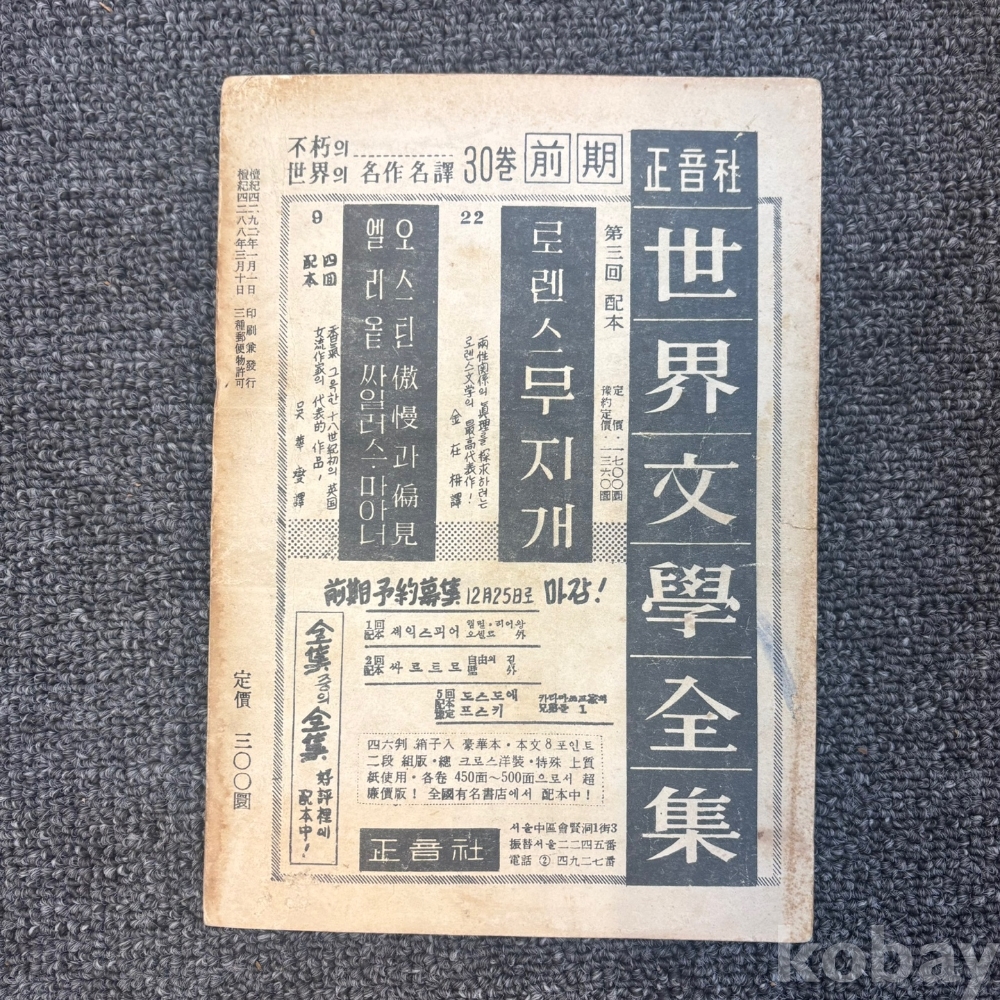 正音社
世界文學全集
不朽의
世界의 名作名譯 30巻 前期
第三回 配本
定價・一七〇〇圜
豫約定價・一三六〇圜
22
로렌스 무지개
兩性関係의 眞理를 探求하려는
로렌스文学의 最高代表作!
金在枏 譯
오스틴 傲慢과 偏見
엘리옽 싸일러스・마아너
9
四回
配本
香氣 그윽한 十八世紀初의 英国
女流作家의 代表的 作品!
吳華燮 譯
前期予約募集 12月25日로 마감!
1回
配本 섹익스피어 햄릴・리어왕
오셀로 外
2回
配本 싸르트르 自由의 길
壁 外
5回
配本
豫定 도스도예
프스키 카라마조프家의
兄弟들 1
全集 중의 全集
好評裡에
配本中!
四六判 箱子入 豪華本・本文 8 포인트
二段 組版・總 크로스洋裝・特殊 上質
紙使用・各卷 450面~500面으로서 超
廉價版! 全國有名書店에서 配本中!
正音社
서울中區會賢洞1街3
振替서울二二四五番
電話 ② 四九二七番
檀紀四二九二年一月一日 印刷兼發行
檀紀四二八八年三月十日 三種郵便物許可
定價 三〇〇圜
kobay